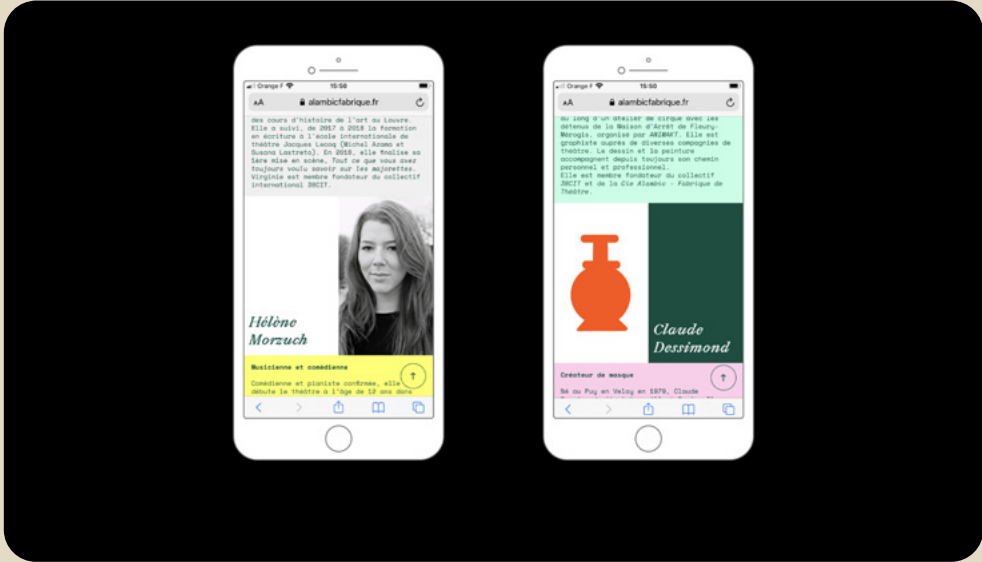 Orange F
15:50
AA
alambicfabrique.fr
des cours d'histoire de l'art au Louvre.
Elle a suivi, de 2017 à 2018 la formation
en écriture à l'école internationale de
théâtre Jacques Lecoq (Michel Azama et
Susana Lastreto). En 2018, elle finalise sa
1ère mise en scène, Tout ce que vous avez
toujours voulu savoir sur les majorettes.
Virginie est membre fondateur du collectif
international 38CIT.
Hélène
Morzuch
Musicienne et comédienne
Comédienne et pianiste confirmée, elle
débute le théâtre à l'âge de 12 ans dans
Orange F
15:50
AA
alambicfabrique.fr
au long d'un atelier de cirque avec les
détenus de la Maison d'Arrêt de Fleury-
Mérogis, organisé par ANIMAKT. Elle est
graphiste auprès de diverses compagnies de
théâtre. Le dessin et la peinture
accompagnent depuis toujours son chemin
personnel et professionnel.
Elle est membre fondateur du collectif
38CIT et de la Cie Alambic - Fabrique de
Théâtre.
Claude
Dessimond
Créateur de masque
Né au Puy en Velay en 1979, Claude